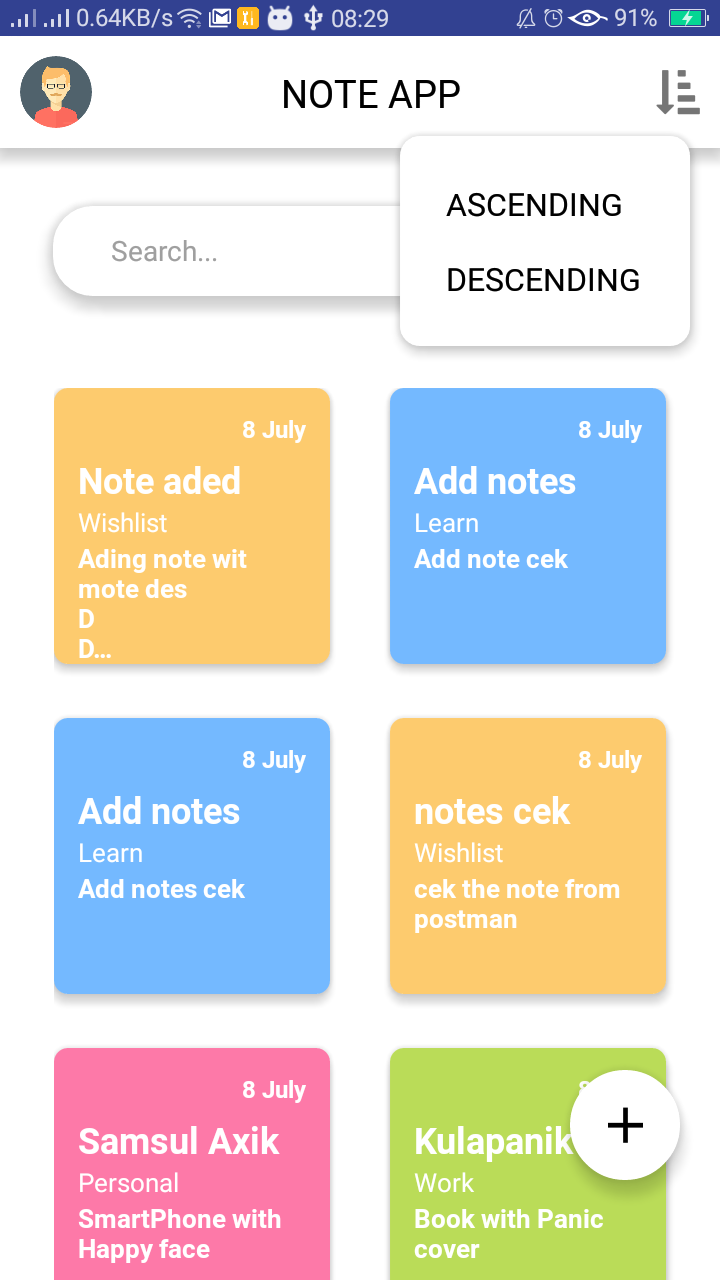 0.64KB/s 08:29 91%
NOTE APP
ASCENDING
DESCENDING
Search...
8 July
Note aded
Wishlist
Ading note wit
mote des
D
D...
8 July
Add notes
Learn
Add note cek
8 July
Add notes
Learn
Add notes cek
8 July
notes cek
Wishlist
cek the note from
postman
8 July
Samsul Axik
Personal
SmartPhone with
Happy face
Kulapanik
Work
Book with Panic
cover